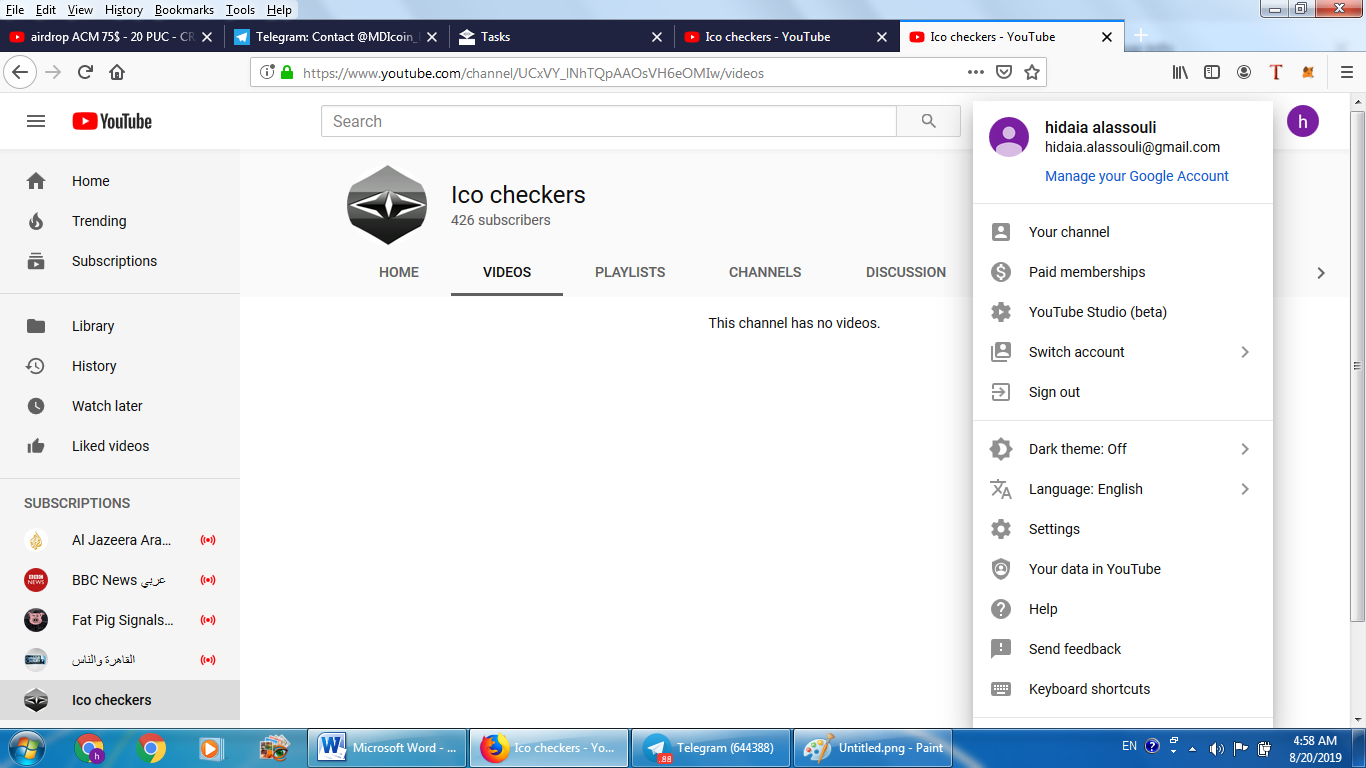 File Edit View History Bookmarks Tools Help
airdrop ACM 75$ - 20 PUC - CR
Telegram: Contact @MDIcoin_
Tasks
Ico checkers - YouTube
Ico checkers - YouTube
https://www.youtube.com/channel/UCxVY_lNhTQpAAOsVH6eOMIw/videos
YouTube
Search
h
Home
Trending
Subscriptions
Library
History
Watch later
Liked videos
SUBSCRIPTIONS
Al Jazeera Ara...
BBC News عربي
Fat Pig Signals...
القاهرة والناس
Ico checkers
Ico checkers
426 subscribers
HOME VIDEOS PLAYLISTS CHANNELS DISCUSSION
This channel has no videos.
hidaia alassouli
hidaia.alassouli@gmail.com
Manage your Google Account
Your channel
Paid memberships
YouTube Studio (beta)
Switch account
Sign out
Dark theme: Off
Language: English
Settings
Your data in YouTube
Help
Send feedback
Keyboard shortcuts
Microsoft Word - ...
Ico checkers - Yo...
Telegram (644388)
.88
Untitled.png - Paint
EN
4:58 AM
8/20/2019